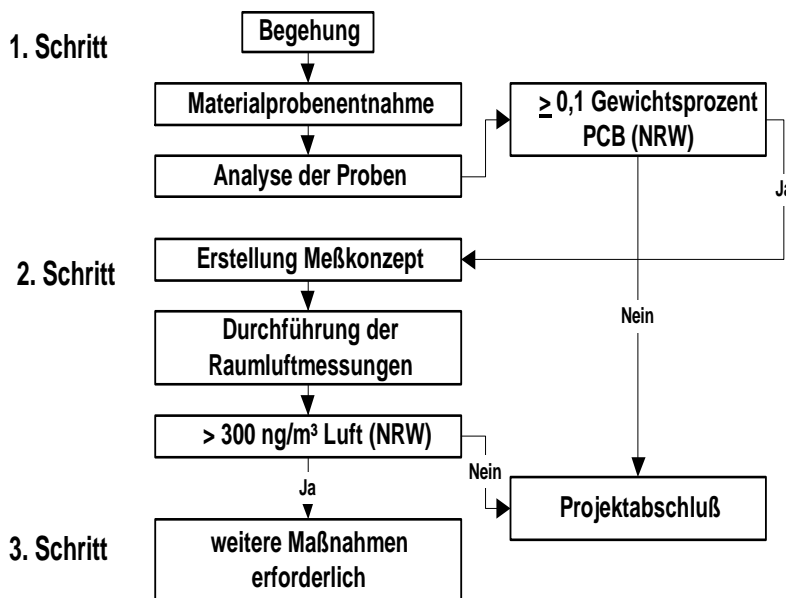 1. Schritt
Begehung
Materialprobenentnahme
Analyse der Proben
≥ 0,1 Gewichtsprozent
PCB (NRW)
Ja
2. Schritt
Erstellung Meßkonzept
Durchführung der
Raumluftmessungen
> 300 ng/m³ Luft (NRW)
Nein
Nein
Ja
Projektabschluß
3. Schritt
weitere Maßnahmen
erforderlich